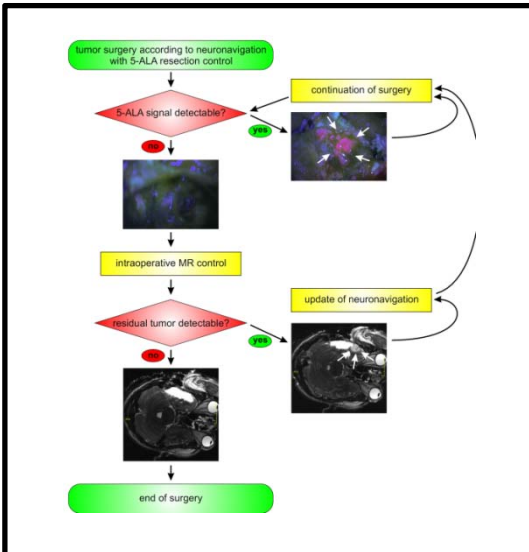 tumor surgery according to neuronavigation
with 5-ALA resection control
5-ALA signal detectable?
continuation of surgery
yes
no
intraoperative MR control
residual tumor detectable?
update of neuronavigation
yes
no
end of surgery